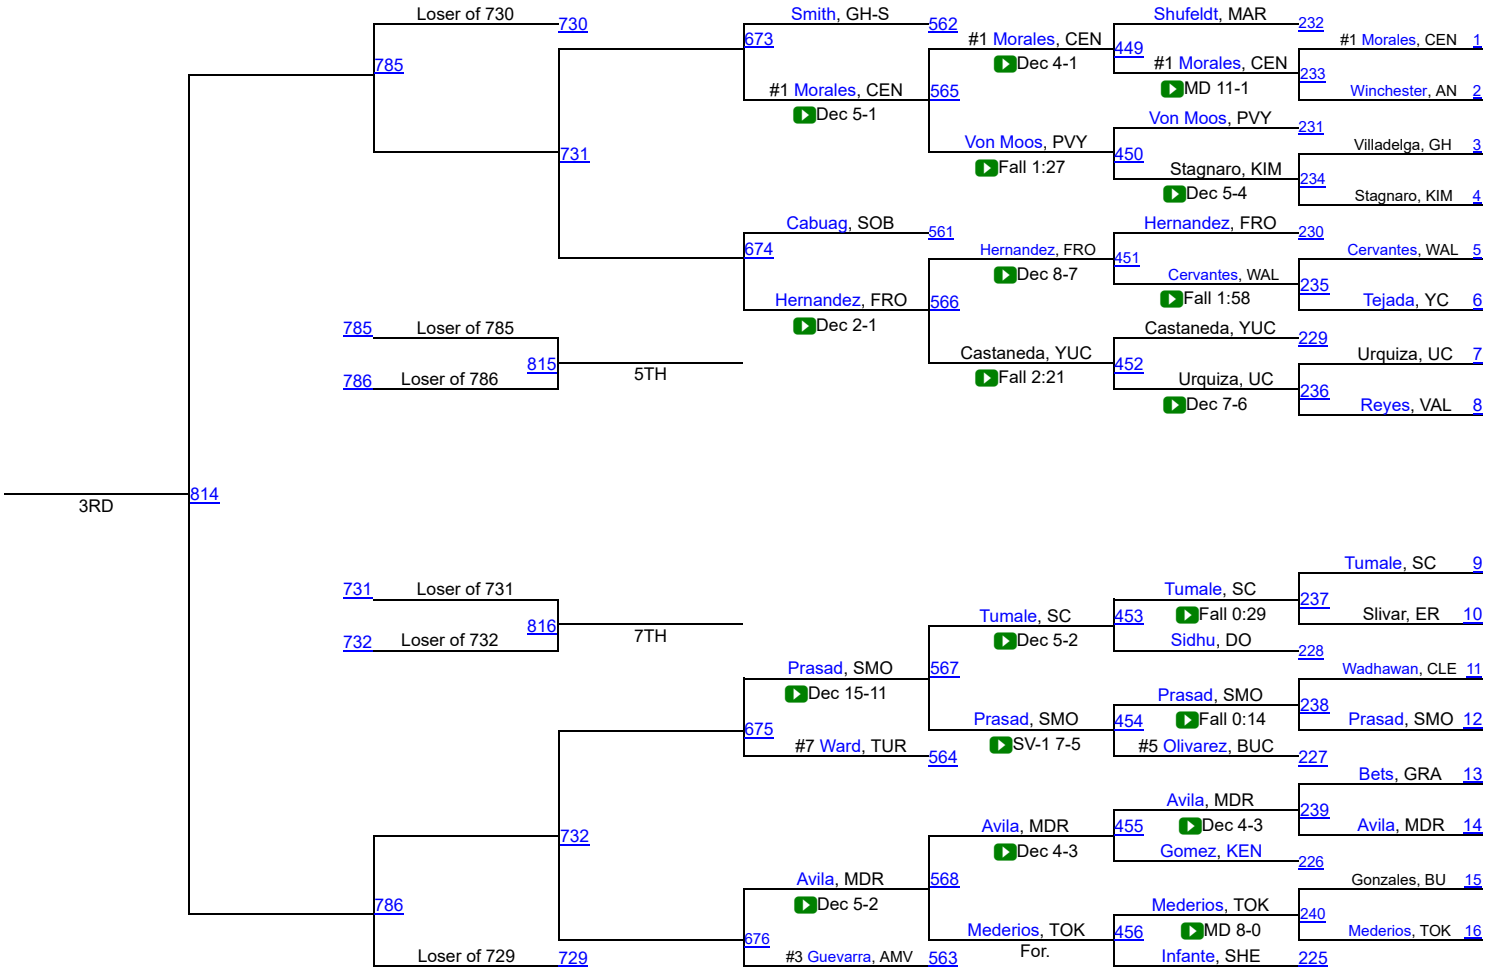 Loser of 730
730
Smith, GH-S
562
Shufeldt, MAR
232
#1 Morales, CEN
1
673
#1 Morales, CEN
449
Dec 4-1
#1 Morales, CEN
233
MD 11-1
Winchester, AN
2
785
#1 Morales, CEN
565
Dec 5-1
Von Moos, PVY
231
Villadelga, GH
3
731
Von Moos, PVY
450
Fall 1:27
Stagnaro, KIM
234
Dec 5-4
Stagnaro, KIM
4
Cabuag, SOB
561
Hernandez, FRO
230
Cervantes, WAL
5
674
Hernandez, FRO
451
Dec 8-7
Cervantes, WAL
235
Fall 1:58
Tejada, YC
6
Hernandez, FRO
566
Dec 2-1
785
Loser of 785
Castaneda, YUC
229
Urquiza, UC
7
815
5TH
Castaneda, YUC
452
Fall 2:21
786
Loser of 786
Urquiza, UC
236
Dec 7-6
Reyes, VAL
8
814
3RD
Tumale, SC
9
731
Loser of 731
Tumale, SC
237
Fall 0:29
Slivar, ER
10
816
7TH
Tumale, SC
453
Dec 5-2
732
Loser of 732
Sidhu, DO
228
Prasad, SMO
567
Dec 15-11
Wadhawan, CLE
11
Prasad, SMO
238
Fall 0:14
Prasad, SMO
12
675
Prasad, SMO
454
SV-1 7-5
#7 Ward, TUR
564
#5 Olivarez, BUC
227
Bets, GRA
13
732
Avila, MDR
455
Dec 4-3
Avila, MDR
239
Dec 4-3
Avila, MDR
14
Gomez, KEN
226
Avila, MDR
568
Dec 5-2
Gonzales, BU
15
786
Mederios, TOK
240
MD 8-0
Mederios, TOK
16
676
Mederios, TOK
456
For.
Loser of 729
729
#3 Guevarra, AMV
563
Infante, SHE
225